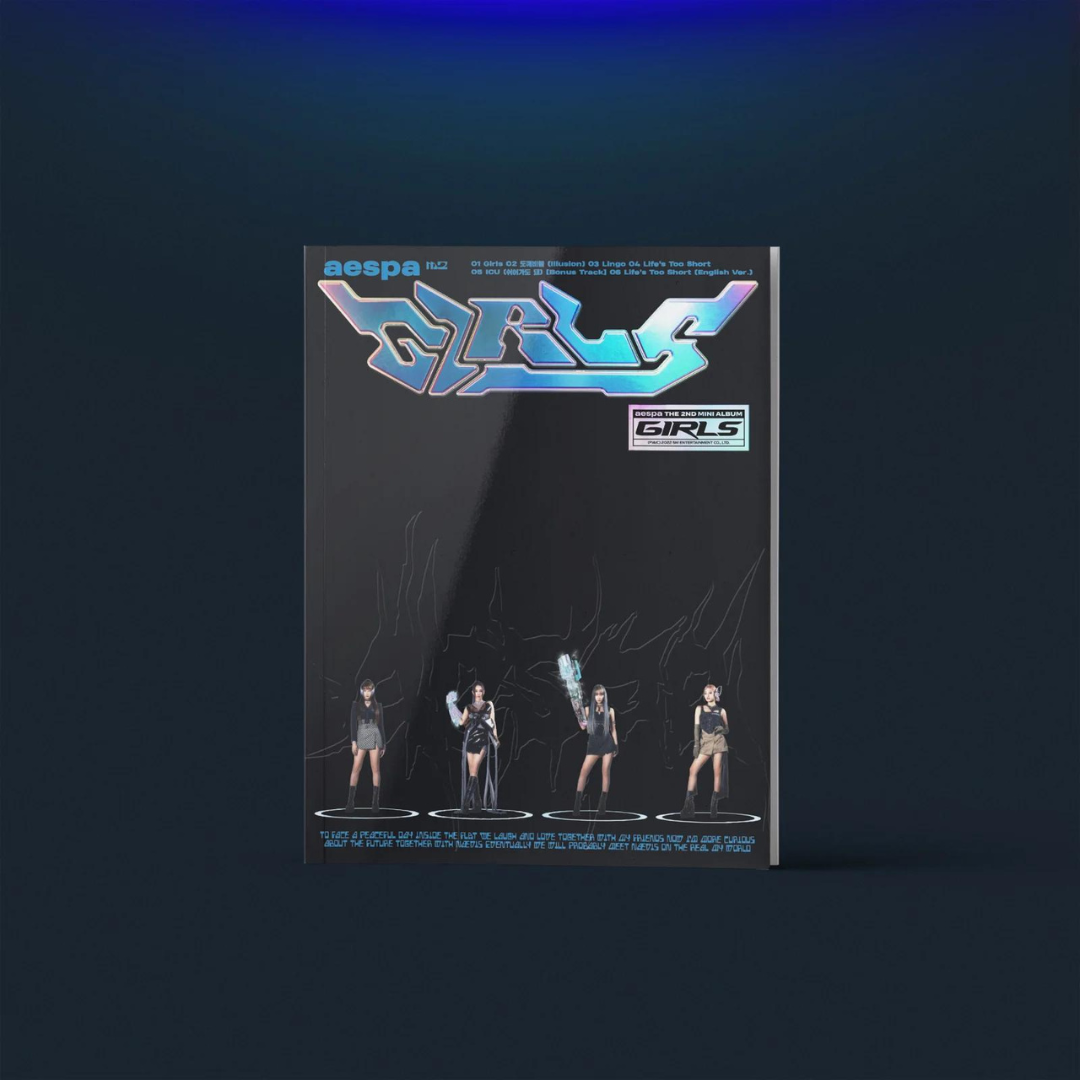 aespa
01 Girls 02 도깨비불 (Illusion) 03 Lingo 04 Life's Too Short
05 ICU (쉬어가도 돼) [Bonus Track] 06 Life's Too Short (English Ver.)
GIRLS
aespa THE 2ND MINI ALBUM
GIRLS
TO FACE A PEACEFUL DAY INSIDE THE FLAT WE LAUGH AND LOVE TOGETHER WITH MY FRIENDS NOW NO MORE CURIOUS
ABOUT THE FUTURE TOGETHER WITH NAEVIS EVENTUALLY WE WILL PROBABLY MEET NAEVIS ON THE REAL MY WORLD